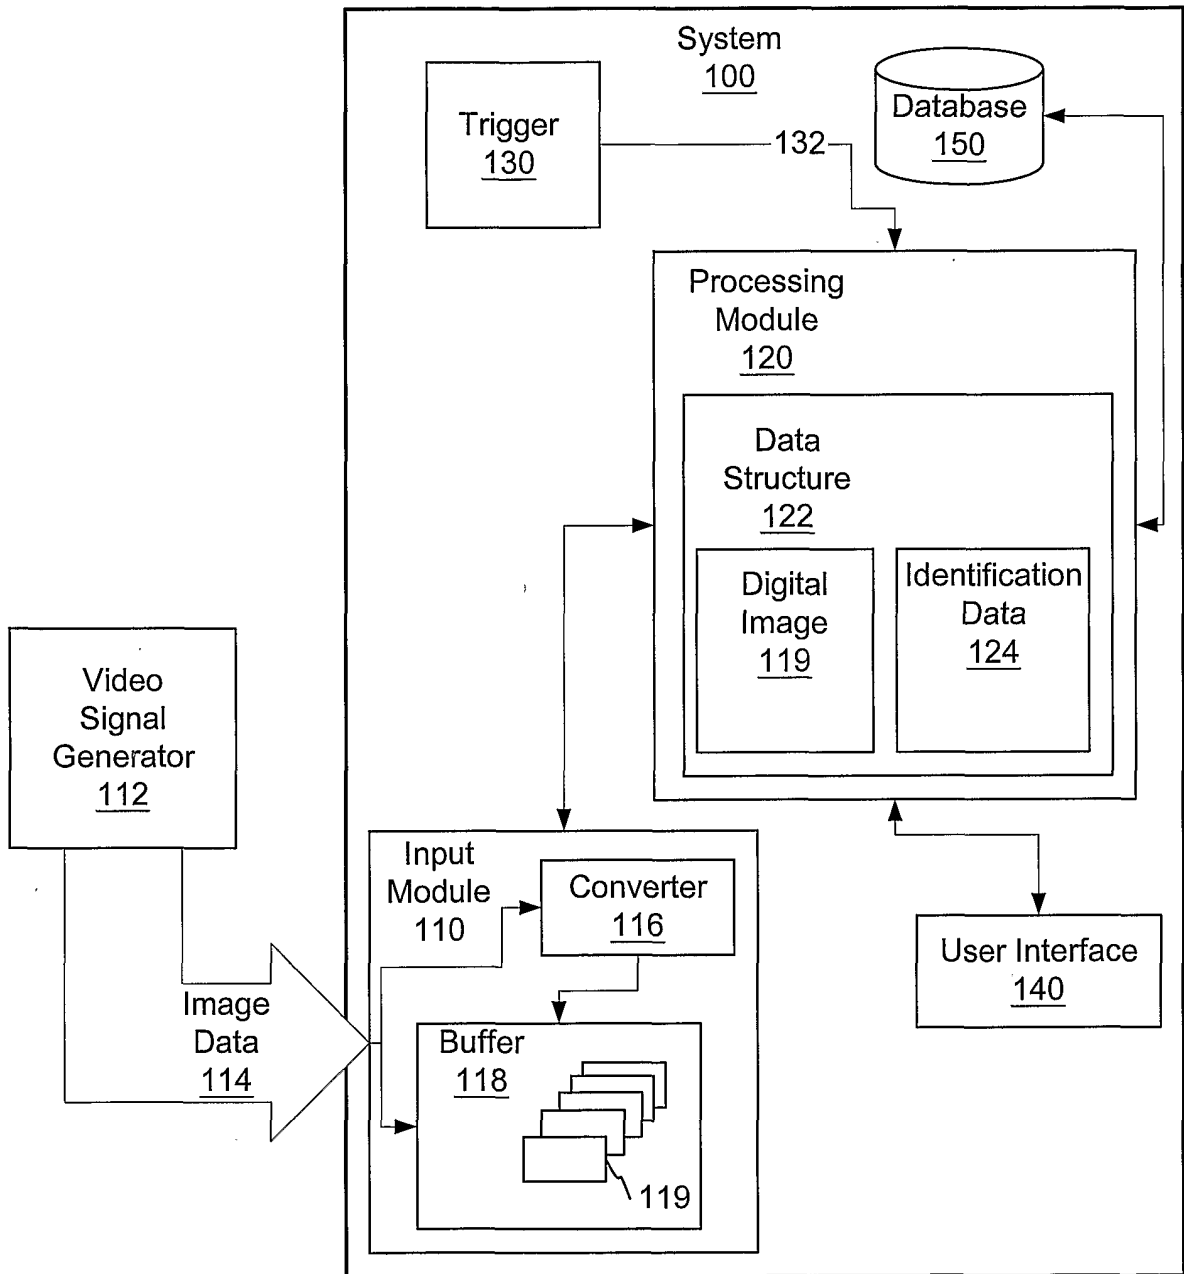 System
100
Trigger
130
132
Database
150
Processing
Module
120
Data
Structure
122
Digital
Image
119
Identification
Data
124
Video
Signal
Generator
112
Input
Module
110
Converter
116
User Interface
140
Image
Data
114
Buffer
118
119